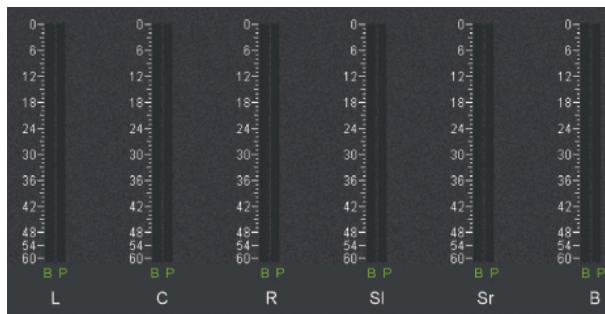 0 0 0 0 0 0
6 6 6 6 6 6
12 12 12 12 12 12
18 18 18 18 18 18
24 24 24 24 24 24
30 30 30 30 30 30
36 36 36 36 36 36
42 42 42 42 42 42
48 48 48 48 48 48
54 54 54 54 54 54
60 60 60 60 60 60
B P B P B P B P B P B P
L C R Sl Sr B